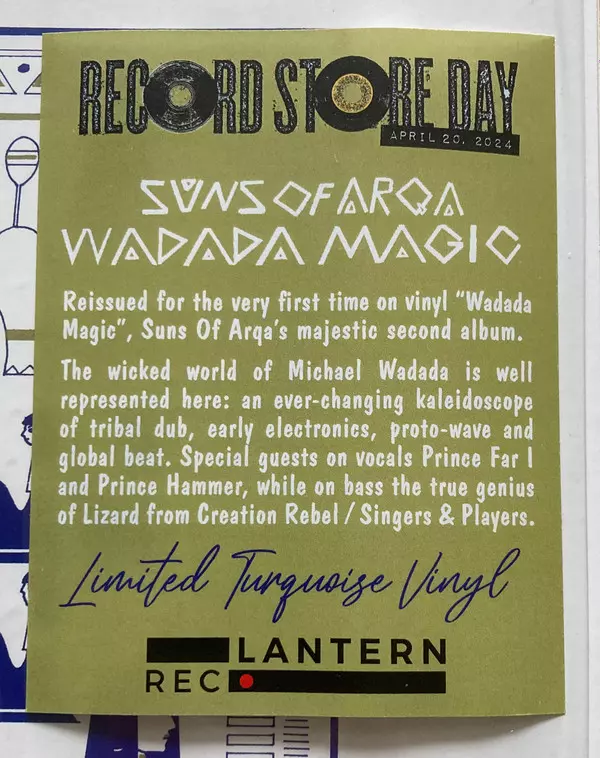 RECORD STORE DAY
APRIL 20, 2024
SUNS OF ARQA
WADADA MAGIC
Reissued for the very first time on vinyl “Wadada
Magic”, Suns Of Arqa’s majestic second album.
The wicked world of Michael Wadada is well
represented here: an ever-changing kaleidoscope
of tribal dub, early electronics, proto-wave and
global beat. Special guests on vocals Prince Far I
and Prince Hammer, while on bass the true genius
of Lizard from Creation Rebel / Singers & Players.
Limited Turquoise Vinyl
LANTERN
REC